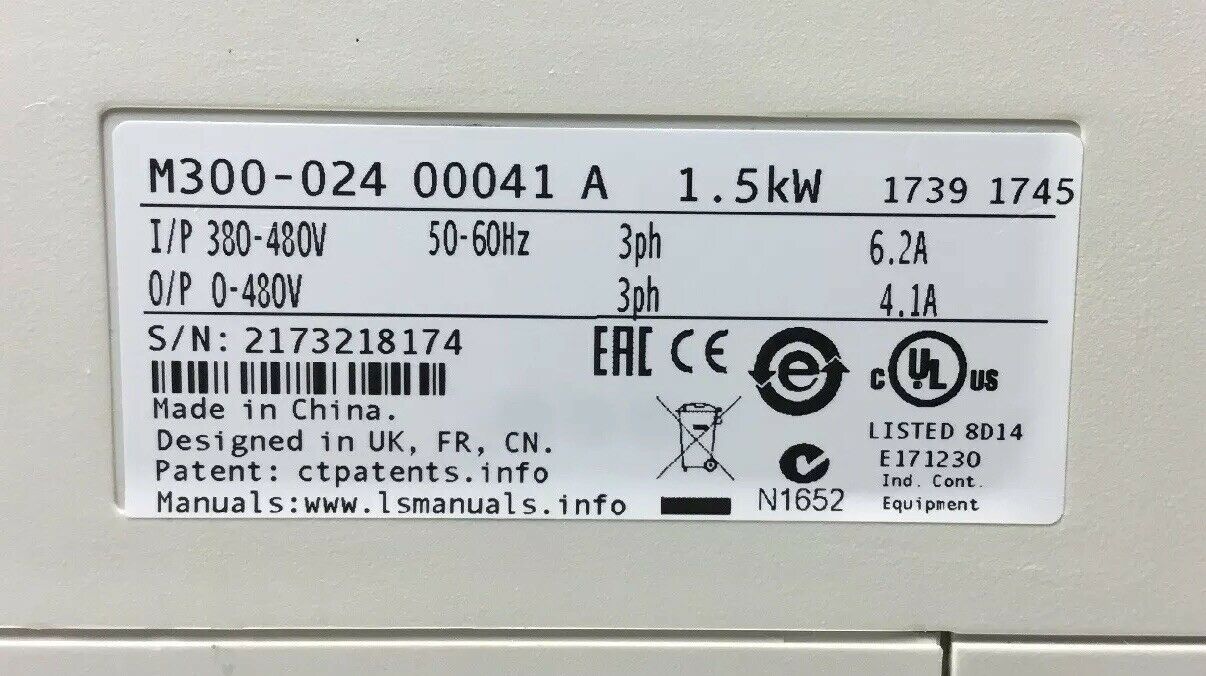 M300-024 00041 A 1.5kW 1739 1745
I/P 380-480V 50-60Hz 3ph 6.2A
O/P 0-480V 3ph 4.1A
S/N: 2173218174
EAC CE
e
c UL us
Made in China.
Designed in UK, FR, CN.
Patent: ctpatents.info
Manuals:www.lsmanuals.info
N1652
LISTED 8D14
E171230
Ind. Cont.
Equipment